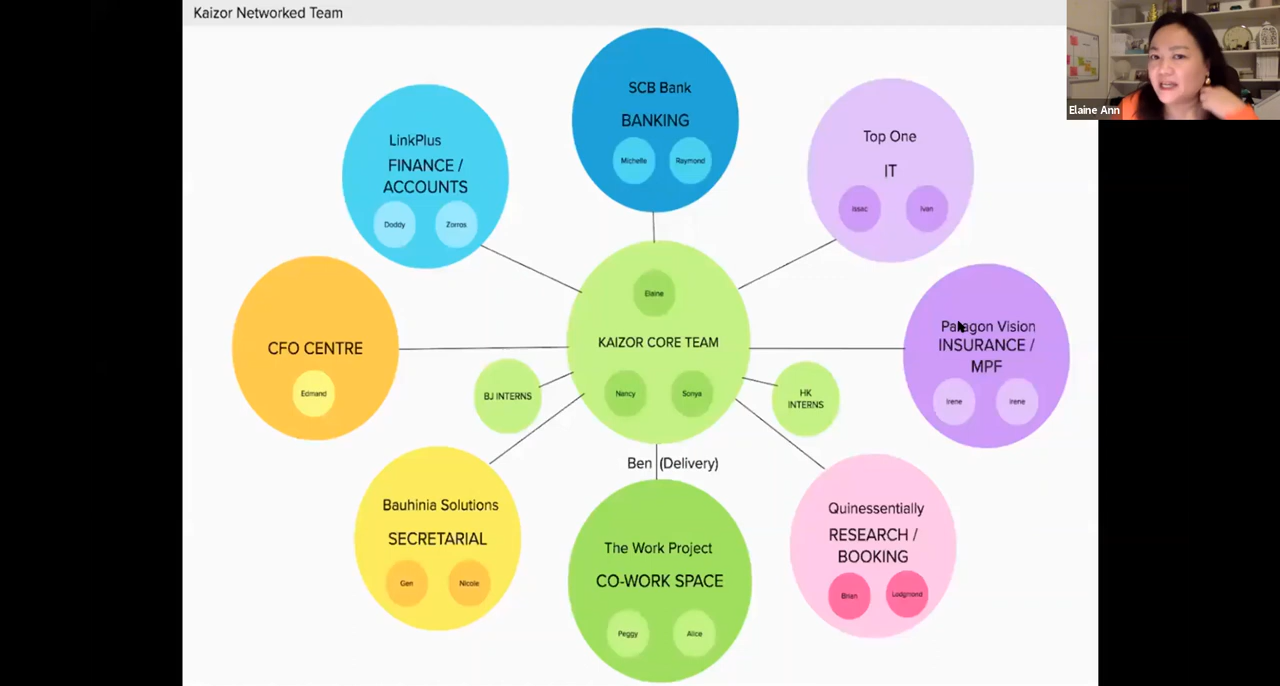 Kaizor Networked Team
Elaine Ann
SCB Bank
BANKING
Michelle
Raymond
LinkPlus
FINANCE /
ACCOUNTS
Doddy
Zorros
Top One
IT
Issac
Ivan
CFO CENTRE
Edmand
Elaine
KAIZOR CORE TEAM
Nancy
Sonya
Paragon Vision
INSURANCE /
MPF
Irene
Irene
BJ INTERNS
HK
INTERNS
Ben (Delivery)
Bauhinia Solutions
SECRETARIAL
Gen
Nicole
The Work Project
CO-WORK SPACE
Peggy
Alice
Quinessentially
RESEARCH /
BOOKING
Brian
Lodgmond